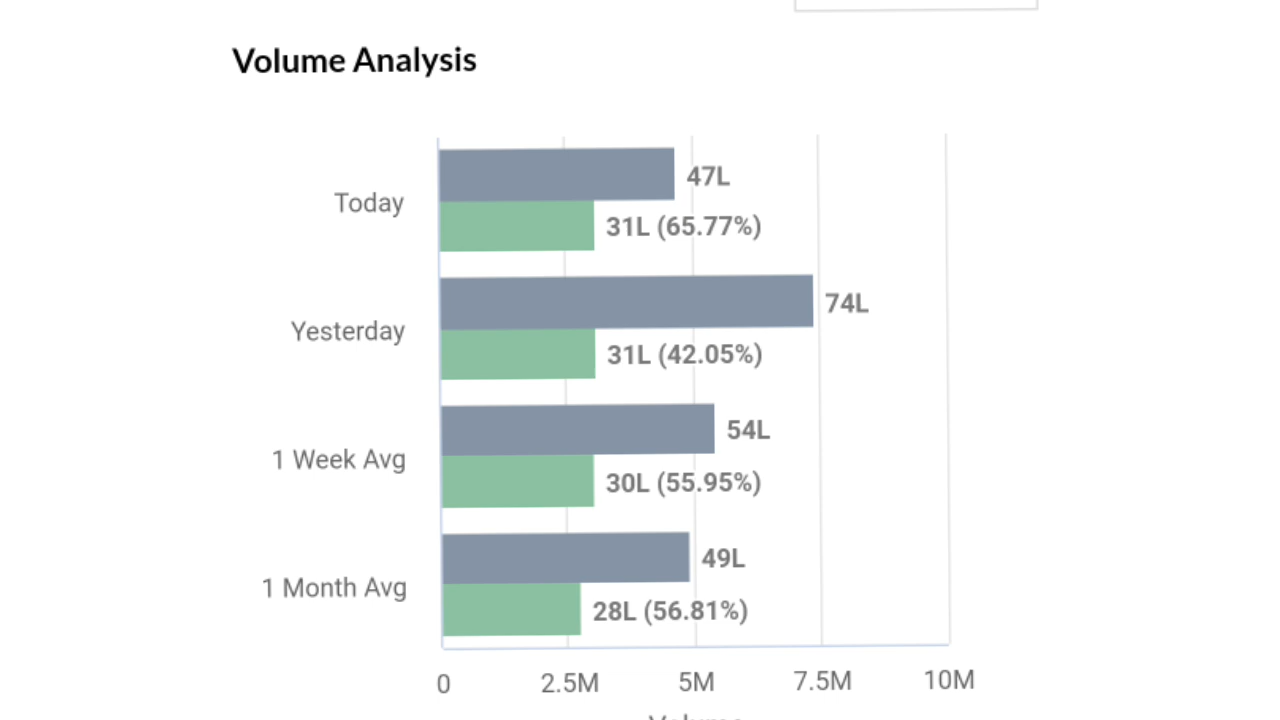 Volume Analysis
Today
47L
31L (65.77%)
Yesterday
74L
31L (42.05%)
1 Week Avg
54L
30L (55.95%)
1 Month Avg
49L
28L (56.81%)
0 2.5M 5M 7.5M 10M